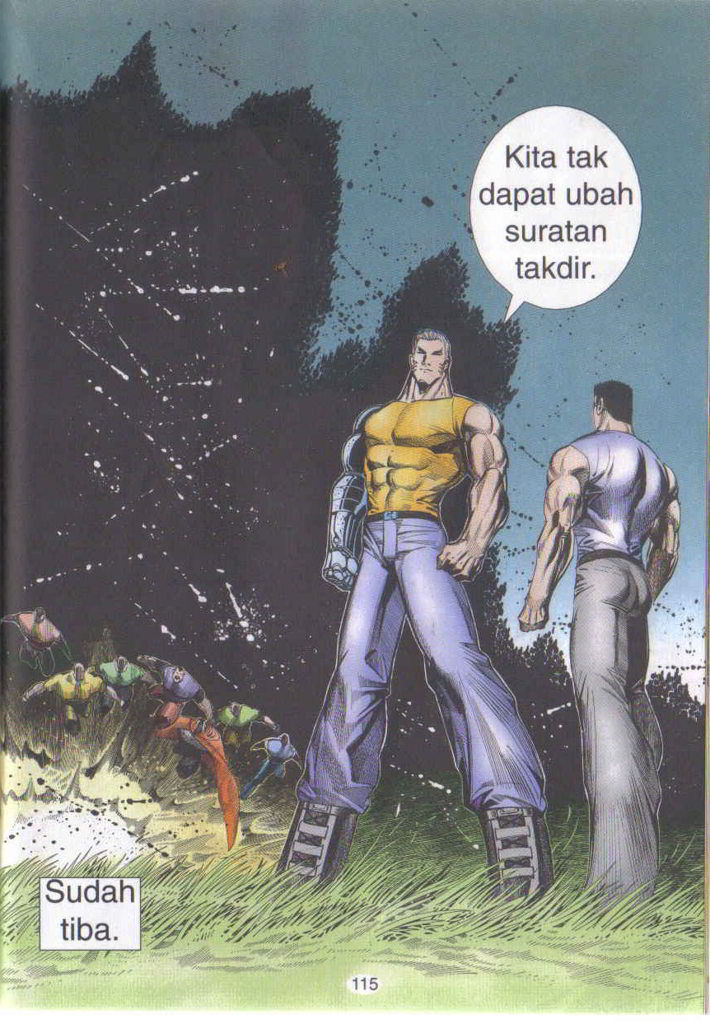 Kita tak
dapat ubah
suratan
takdir.
Sudah
tiba.
115